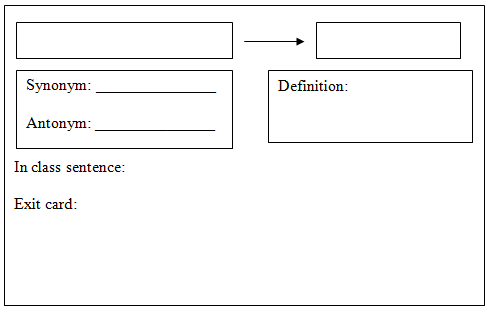 Synonym: _______________
Definition:
Antonym: _______________
In class sentence:
Exit card: